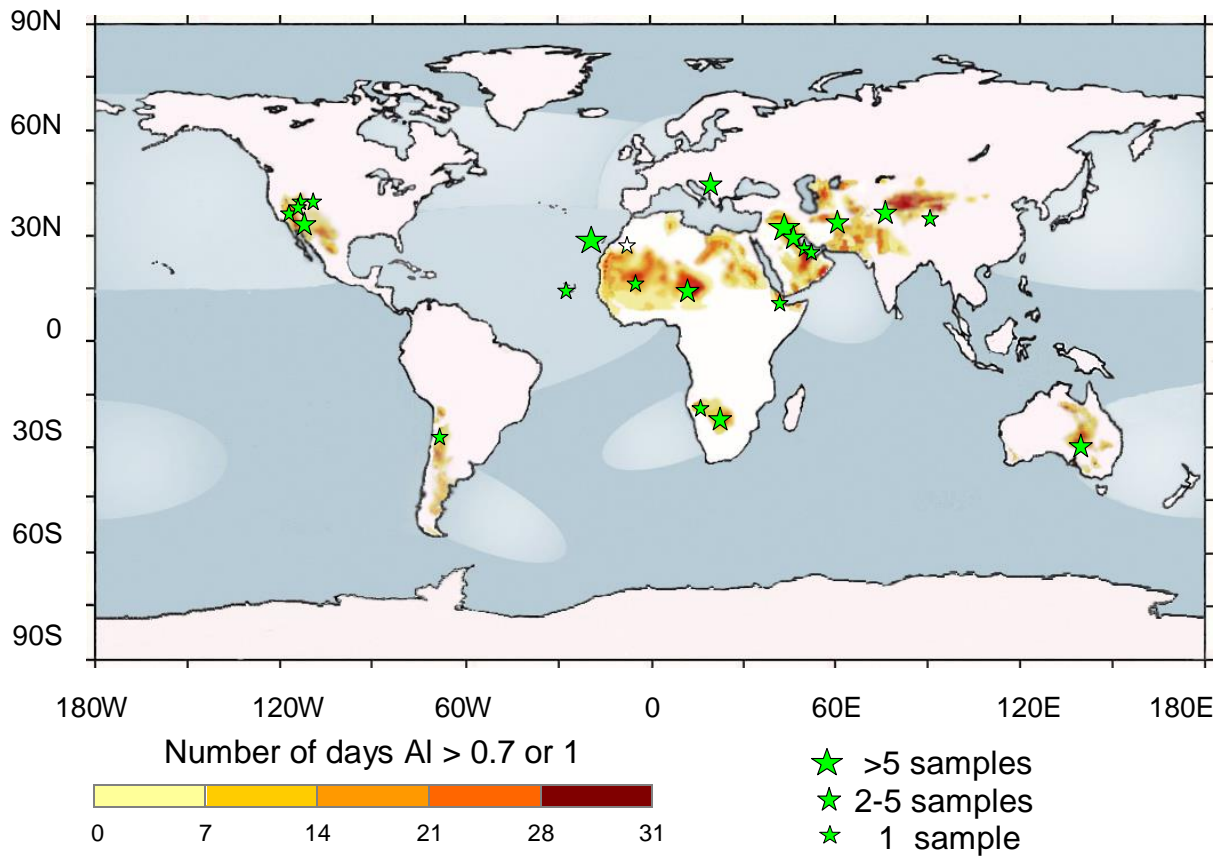 90N
60N
30N
0
30S
60S
90S
180W 120W 60W 0 60E 120E 180E
Number of days AI > 0.7 or 1
0 7 14 21 28 31
>5 samples
2-5 samples
1 sample